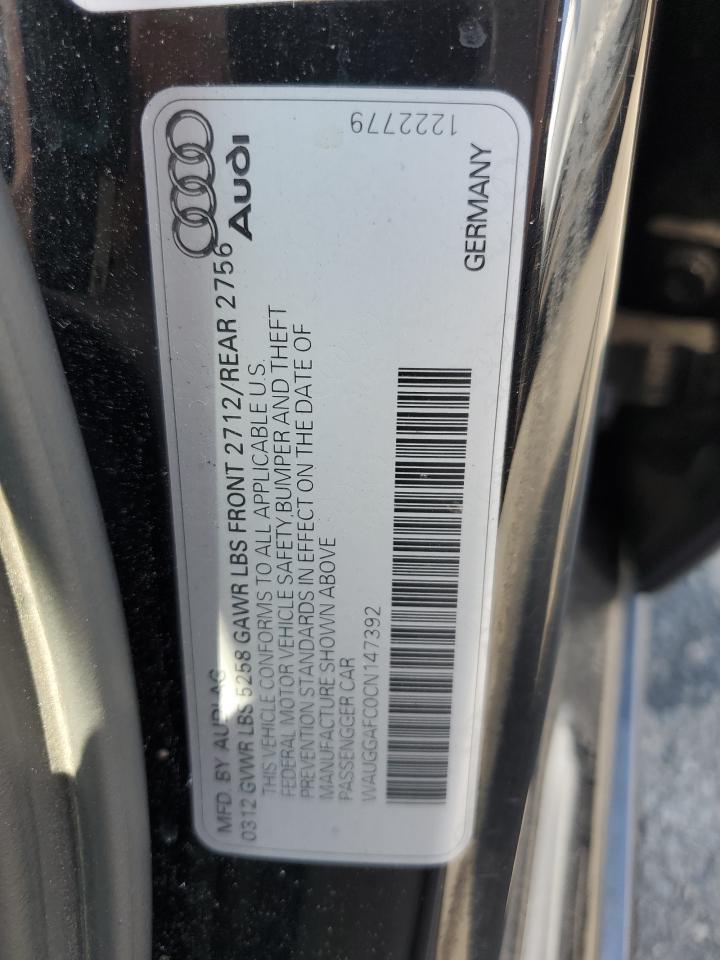 Audi
MFD. BY AUDI AG
0312 GVWR LBS 5258 GAWR LBS FRONT 2712/REAR 2756
THIS VEHICLE CONFORMS TO ALL APPLICABLE U.S.
FEDERAL MOTOR VEHICLE SAFETY, BUMPER AND THEFT
PREVENTION STANDARDS IN EFFECT ON THE DATE OF
MANUFACTURE SHOWN ABOVE
PASSENGGER CAR
WAUGGAFC0CN147392
GERMANY
1222779